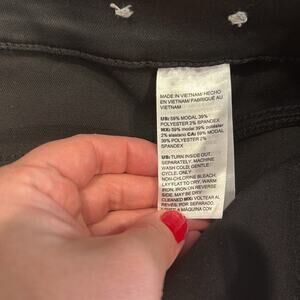 MADE IN VIETNAM/ HECHO
EN VIETNAM/ FABRIQUÉ AU
VIETNAM
US: 59% MODAL 39%
POLYESTER 2% SPANDEX
MX: 59% modal 39% poliéster
2% elastano CA: 59% MODAL
39% POLYESTER 2%
SPANDEX
US: TURN INSIDE OUT,
SEPARATELY, MACHINE
WASH COLD, GENTLE
CYCLE, ONLY
NON-CHLORINE BLEACH,
LAY FLAT TO DRY, WARM
IRON, IRON ON REVERSE
SIDE, MAY BE DRY
CLEANED MX: VOLTEAR AL
REVÉS, POR SEPARADO,
A MÁQUINA CON